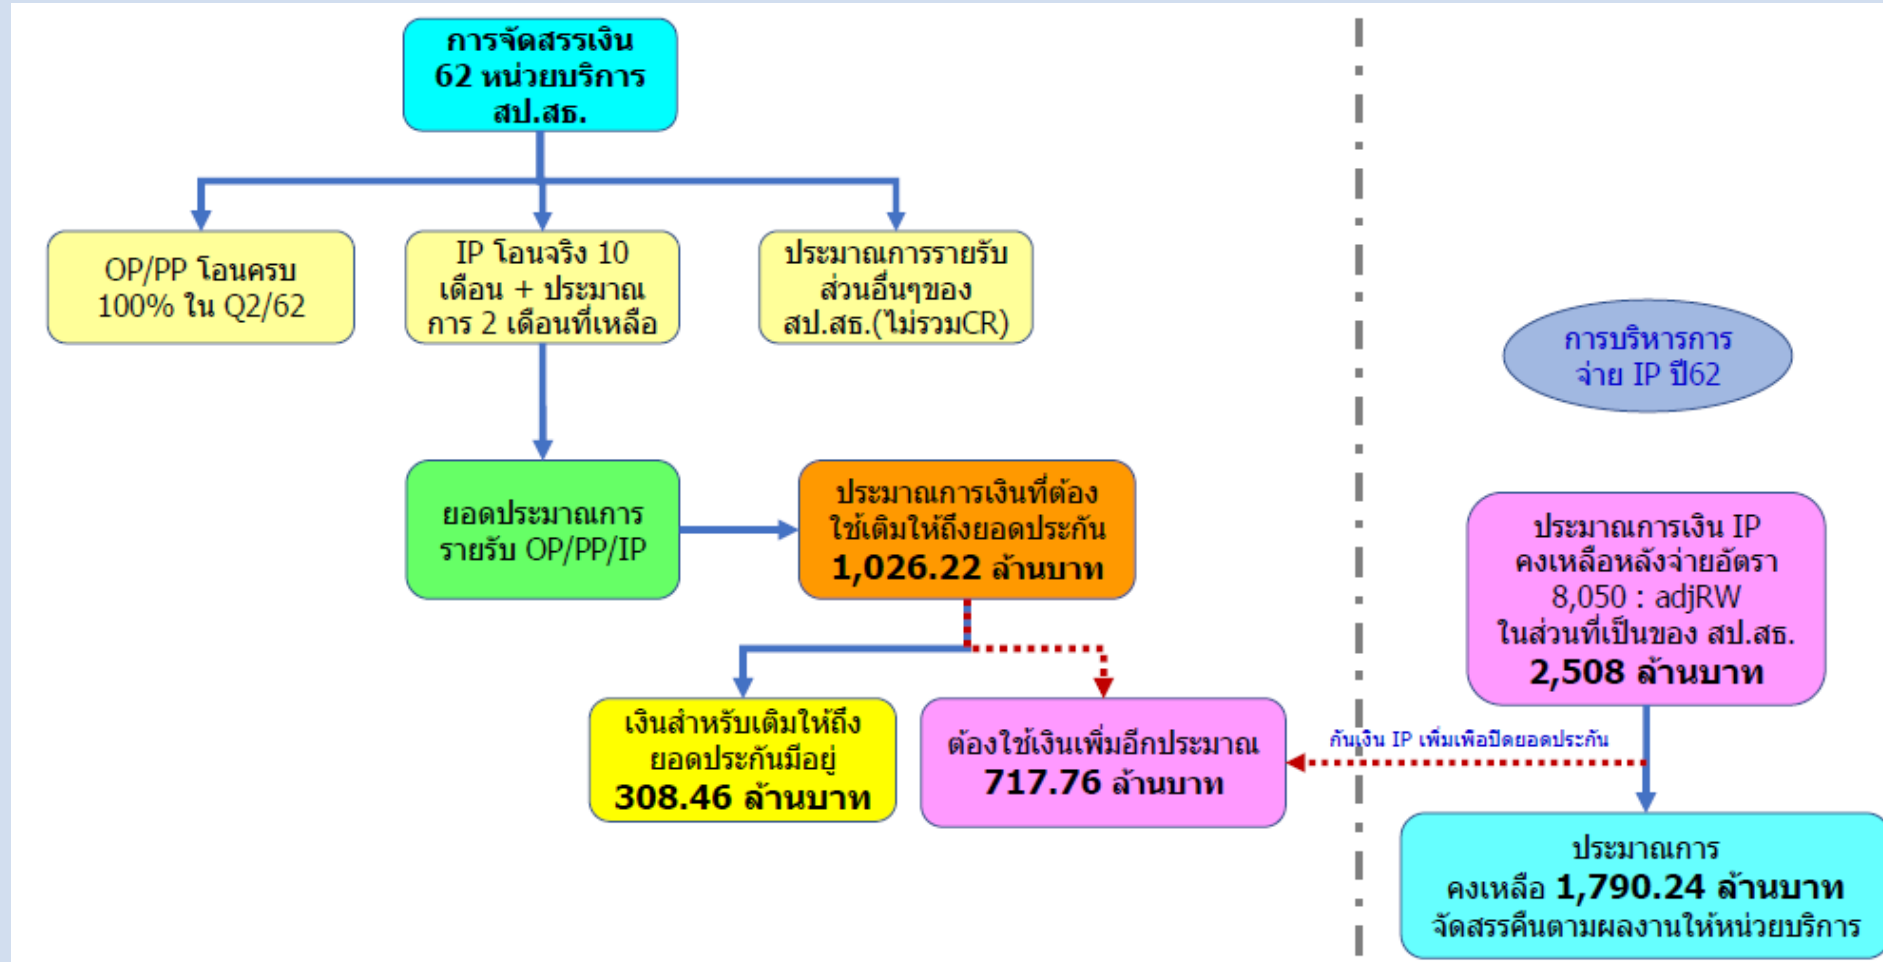 การจัดสรรเงิน
62 หน่วยบริการ
สป.สธ.
OP/PP โอนครบ
100% ใน Q2/62
IP โอนจริง 10
เดือน + ประมาณ
การ 2 เดือนที่เหลือ
ประมาณการรายรับ
ส่วนอื่นๆของ
สป.สธ.(ไม่รวมCR)
การบริหารการ
จ่าย IP ปี62
ยอดประมาณการ
รายรับ OP/PP/IP
ประมาณการเงินที่ต้อง
ใช้เติมให้ถึงยอดประกัน
1,026.22 ล้านบาท
ประมาณการเงิน IP
คงเหลือหลังจ่ายอัตรา
8,050 : adjRW
ในส่วนที่เป็นของ สป.สธ.
2,508 ล้านบาท
เงินสำหรับเติมให้ถึง
ยอดประกันมีอยู่
308.46 ล้านบาท
ต้องใช้เงินเพิ่มอีกประมาณ
717.76 ล้านบาท
กันเงิน IP เพิ่มเพือปิดยอดประกัน
ประมาณการ
คงเหลือ 1,790.24 ล้านบาท
จัดสรรคืนตามผลงานให้หน่วยบริการ